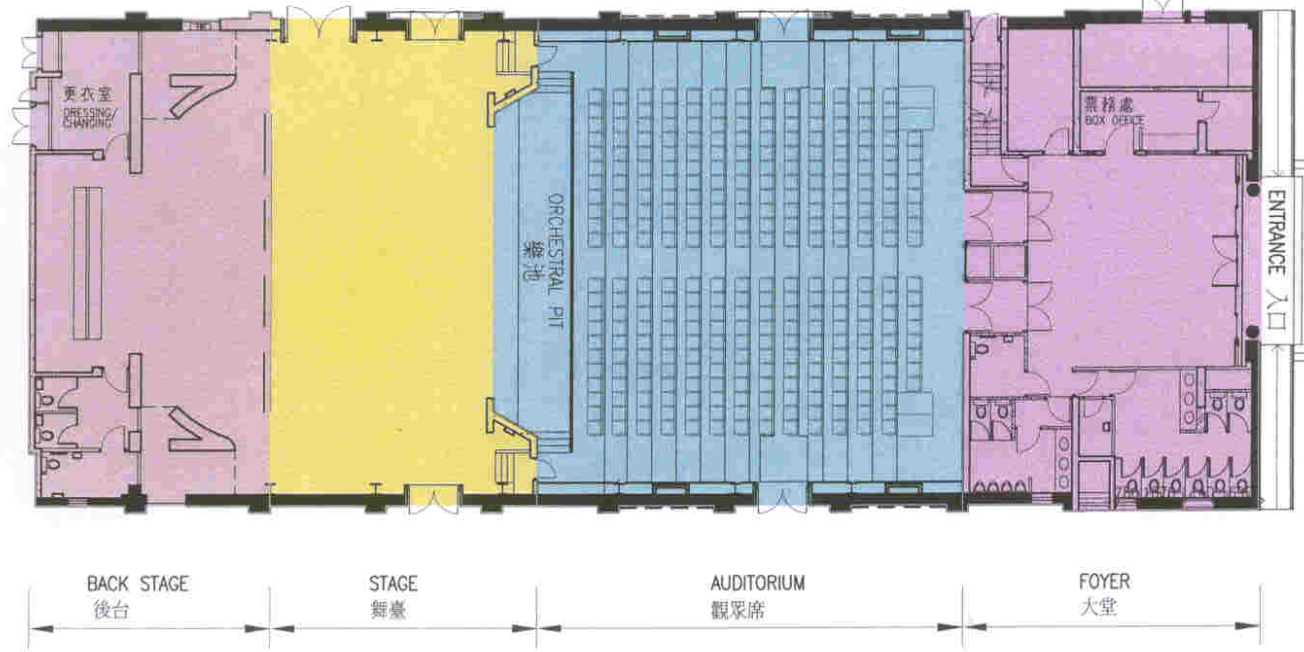 更衣室
DRESSING/
CHANGING
ORCHESTRAL PIT
樂池
票務處
BOX OFFICE
ENTRANCE 入口
BACK STAGE
後台
STAGE
舞臺
AUDITORIUM
觀眾席
FOYER
大堂